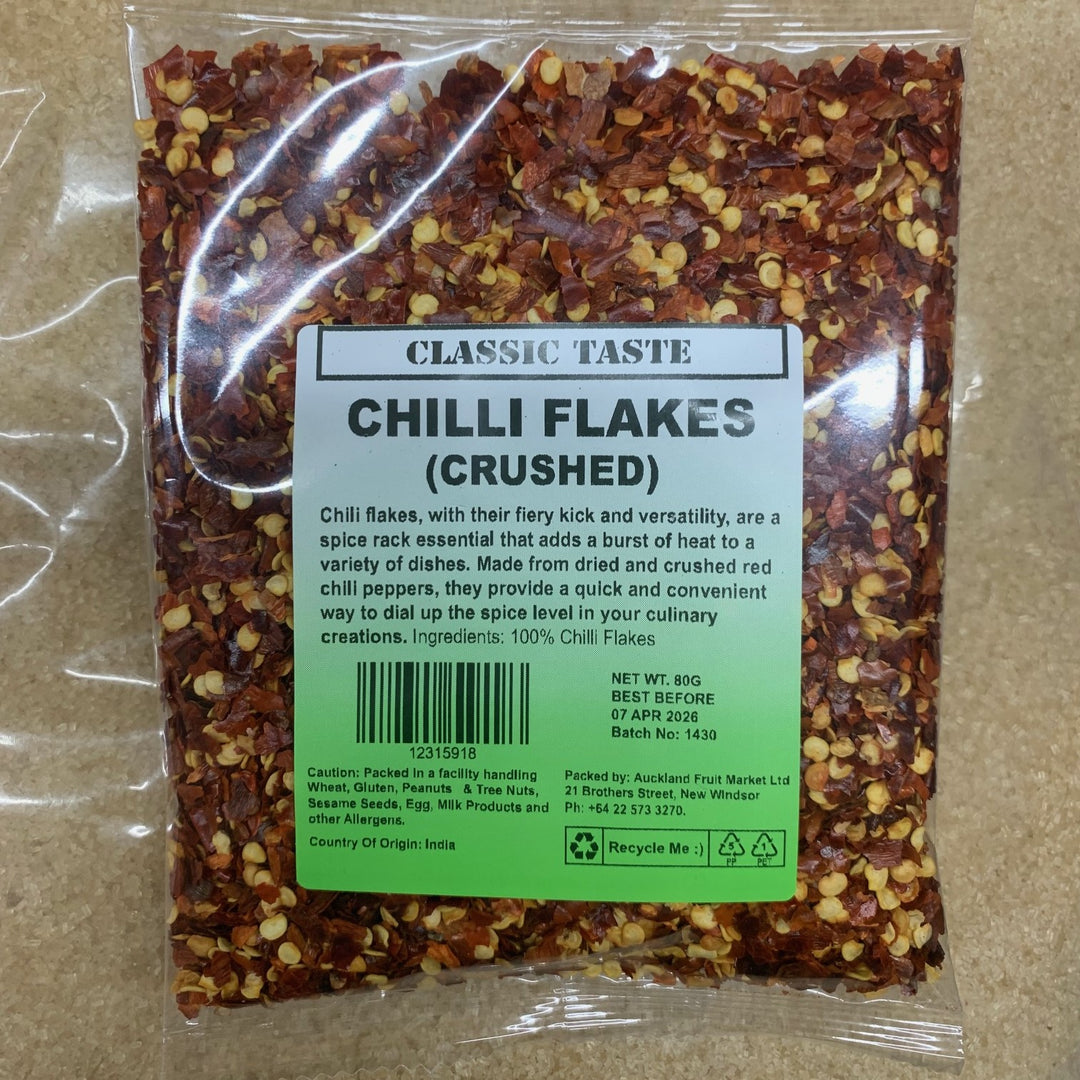 CLASSIC TASTE
CHILLI FLAKES
(CRUSHED)
Chili flakes, with their fiery kick and versatility, are a
spice rack essential that adds a burst of heat to a
variety of dishes. Made from dried and crushed red
chili peppers, they provide a quick and convenient
way to dial up the spice level in your culinary
creations. Ingredients: 100% Chilli Flakes
12315918
NET WT. 80G
BEST BEFORE
07 APR 2026
Batch No: 1430
Caution: Packed in a facility handling
Wheat, Gluten, Peanuts & Tree Nuts,
Sesame Seeds, Egg, Milk Products and
other Allergens.
Country Of Origin: India
Packed by: Auckland Fruit Market Ltd
21 Brothers Street, New Windsor
Ph: +64 22 573 3270.
Recycle Me :)
5 1
PP PET